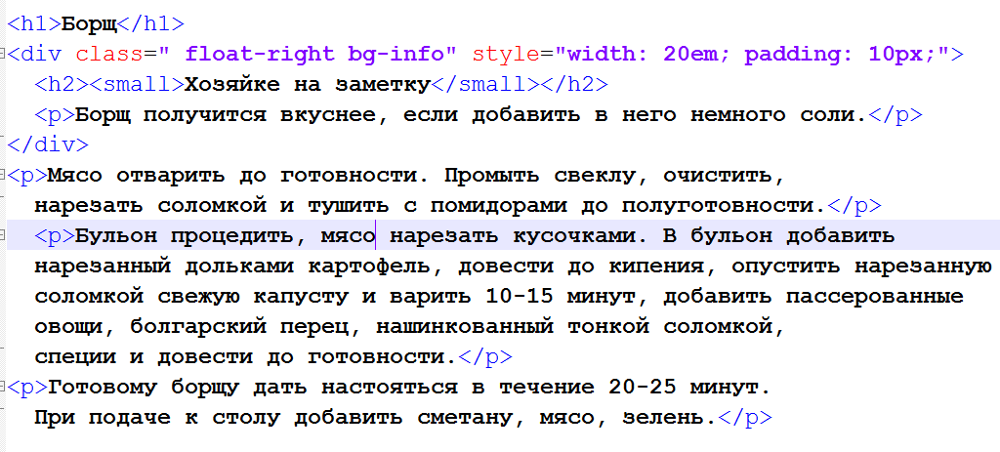 <h1>Борщ</h1>
<div class=" float-right bg-info" style="width: 20em; padding: 10px;">
<h2><small>Хозяйке на заметку</small></h2>
<p>Борщ получится вкуснее, если добавить в него немного соли.</p>
</div>
<p>Мясо отварить до готовности. Промыть свеклу, очистить,
нарезать соломкой и тушить с помидорами до полуготовности.</p>
<p>Бульон процедить, мясо нарезать кусочками. В бульон добавить
нарезанный дольками картофель, довести до кипения, опустить нарезанную
соломкой свежую капусту и варить 10-15 минут, добавить пассерованные
овощи, болгарский перец, нашинкованный тонкой соломкой,
специи и довести до готовности.</p>
<p>Готовому борщу дать настояться в течение 20-25 минут.
При подаче к столу добавить сметану, мясо, зелень.</p>